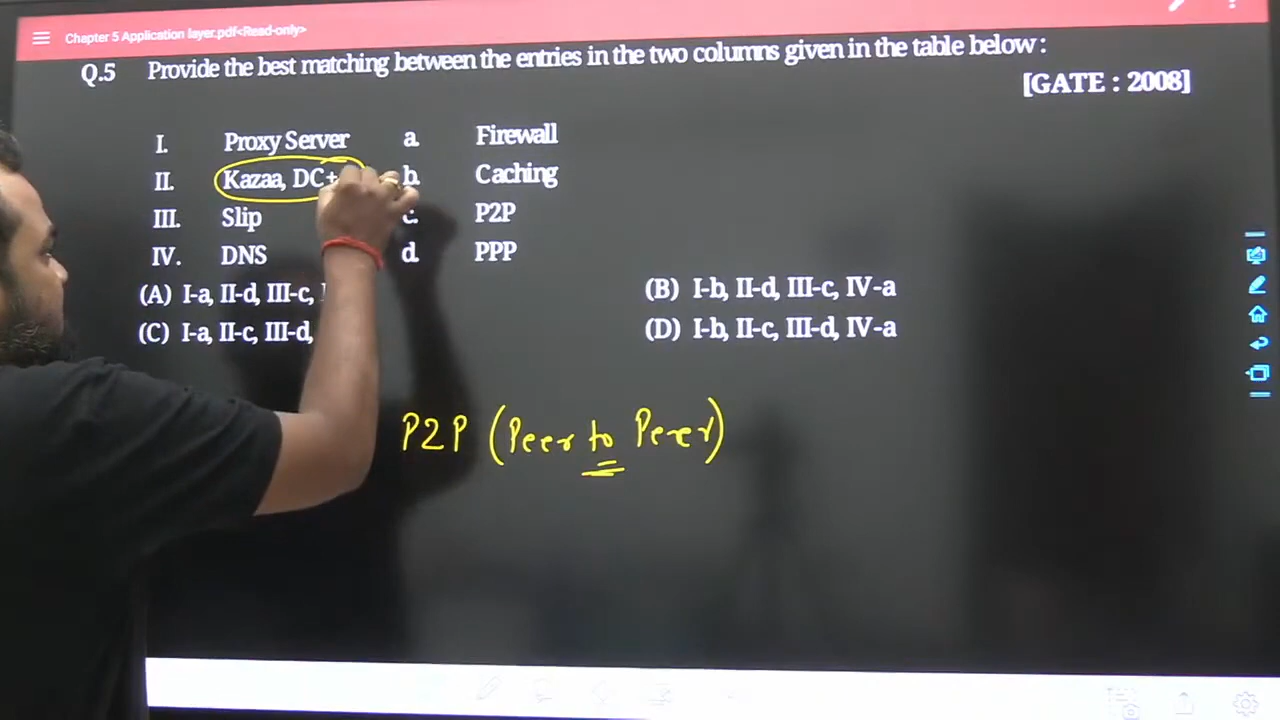 Chapter 5 Application layer.pdf<Read-only>
Q.5 Provide the best matching between the entries in the two columns given in the table below :
[GATE : 2008]
I. Proxy Server a. Firewall
II. Kazaa, DC+ b. Caching
III. Slip c. P2P
IV. DNS d. PPP
(A) I-a, II-d, III-c, (B) I-b, II-d, III-c, IV-a
(C) I-a, II-c, III-d, (D) I-b, II-c, III-d, IV-a
P2P (Peer to Peer)